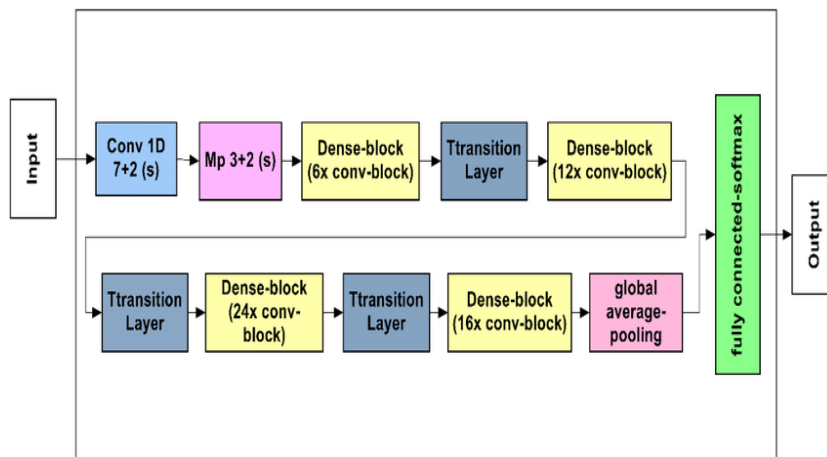 Input
Conv 1D
7+2 (s)
Mp 3+2 (s)
Dense-block
(6x conv-block)
Ttransition
Layer
Dense-block
(12x conv-block)
Ttransition
Layer
Dense-block
(24x conv-
block)
Ttransition
Layer
Dense-block
(16x conv-block)
global
average-
pooling
fully connected-softmax
Output